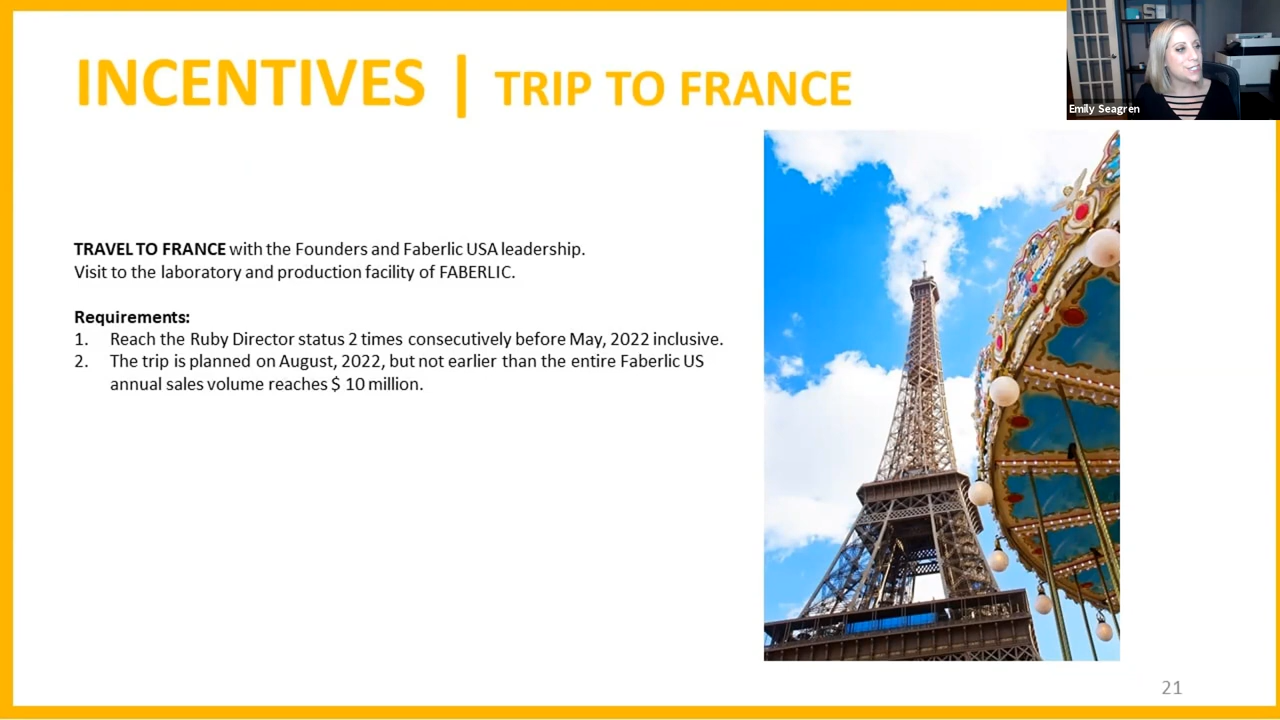 INCENTIVES | TRIP TO FRANCE
Emily Seagren
TRAVEL TO FRANCE with the Founders and Faberlic USA leadership.
Visit to the laboratory and production facility of FABERLIC.
Requirements:
1. Reach the Ruby Director status 2 times consecutively before May, 2022 inclusive.
2. The trip is planned on August, 2022, but not earlier than the entire Faberlic US
annual sales volume reaches $ 10 million.
21